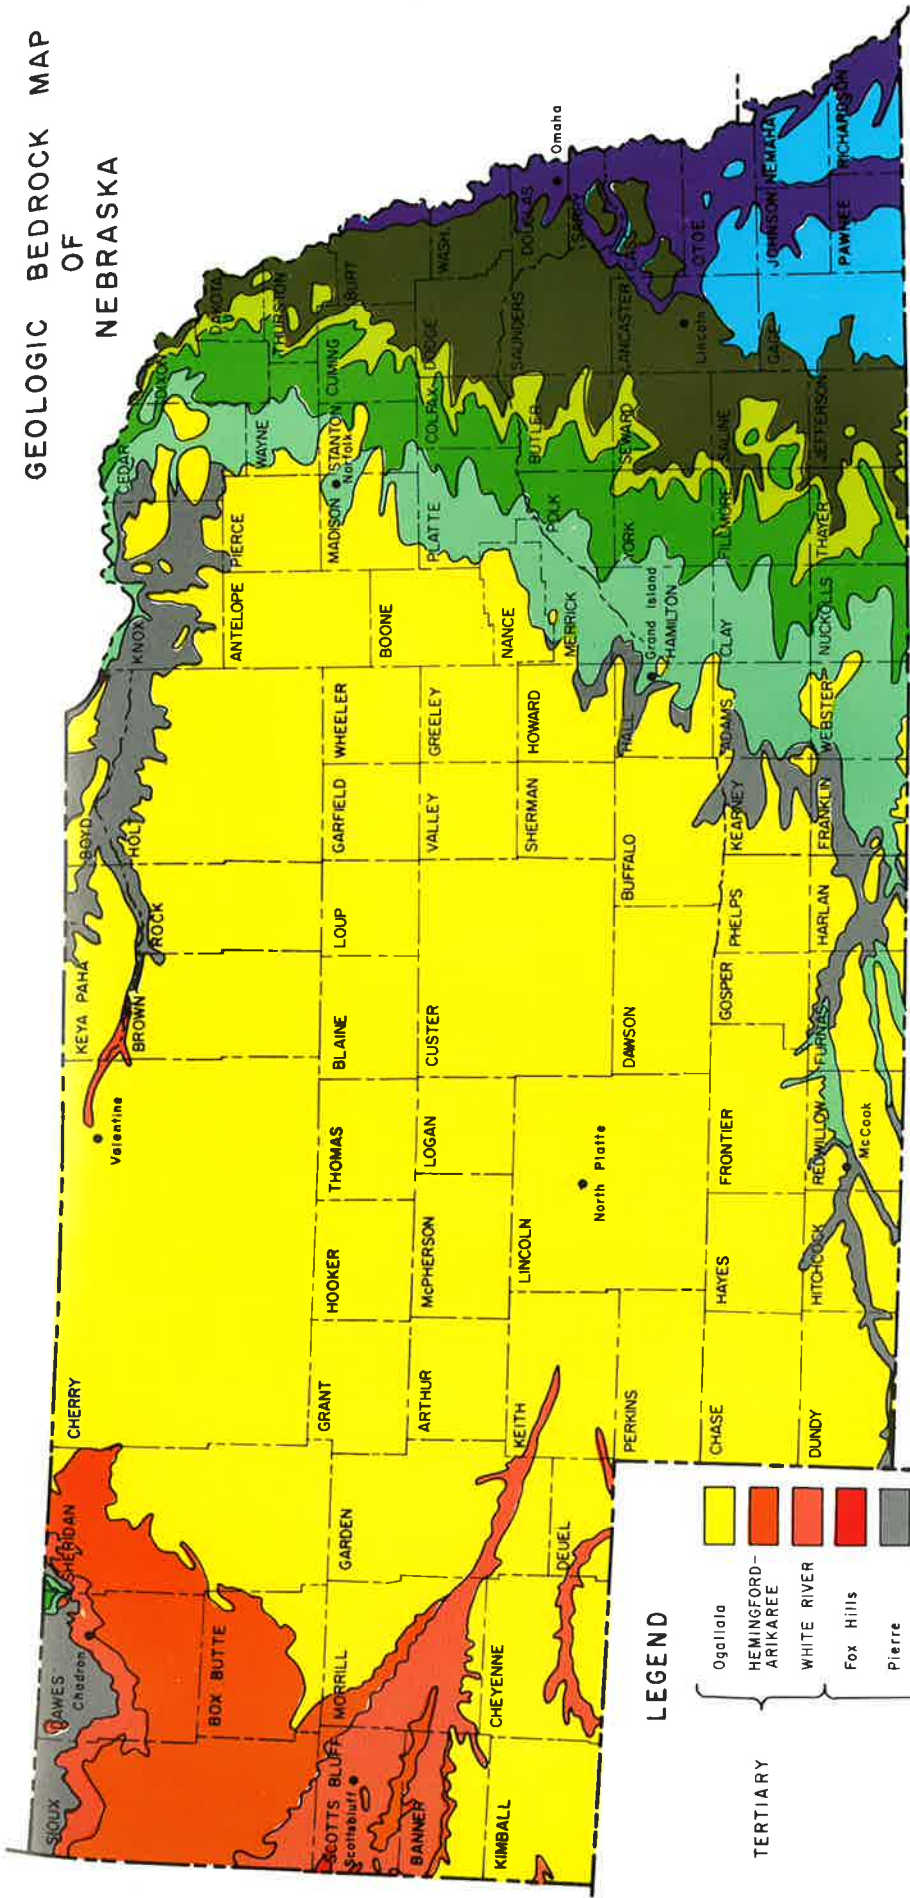 GEOLOGIC BEDROCK MAP
OF
NEBRASKA
SIOUX
DAWES
Chadron
SHERIDAN
CHERRY
Valentine
KEYA PAHA
BROWN
ROCK
BOYD
HOLT
KNOX
CEDAR
DIXON
DAKOTA
BOX BUTTE
GRANT
HOOKER
THOMAS
BLAINE
LOUP
GARFIELD
WHEELER
ANTELOPE
PIERCE
WAYNE
THURSTON
SCOTTS BLUFF
Scottsbluff
MORRILL
GARDEN
ARTHUR
McPHERSON
LOGAN
CUSTER
VALLEY
GREELEY
BOONE
MADISON
Norfolk
STANTON
CUMING
BURT
BANNER
KIMBALL
CHEYENNE
DEUEL
KEITH
LINCOLN
North Platte
SHERMAN
HOWARD
NANCE
PLATTE
COLFAX
DODGE
WASH.
MERRICK
POLK
BUTLER
SAUNDERS
DOUGLAS
Omaha
SARPY
PERKINS
DAWSON
BUFFALO
HALL
Grand Island
HAMILTON
YORK
SEWARD
LANCASTER
Lincoln
CASS
OTOE
CHASE
HAYES
FRONTIER
GOSPER
PHELPS
KEARNEY
ADAMS
CLAY
FILLMORE
SALINE
GAGE
JOHNSON
NEMAHA
DUNDY
HITCHCOCK
REDWILLOW
McCook
FURNAS
HARLAN
FRANKLIN
WEBSTER
NUCKOLLS
THAYER
JEFFERSON
PAWNEE
RICHARDSON
LEGEND
TERTIARY
Ogallala
HEMINGFORD-
ARIKAREE
WHITE RIVER
Fox Hills
Pierre